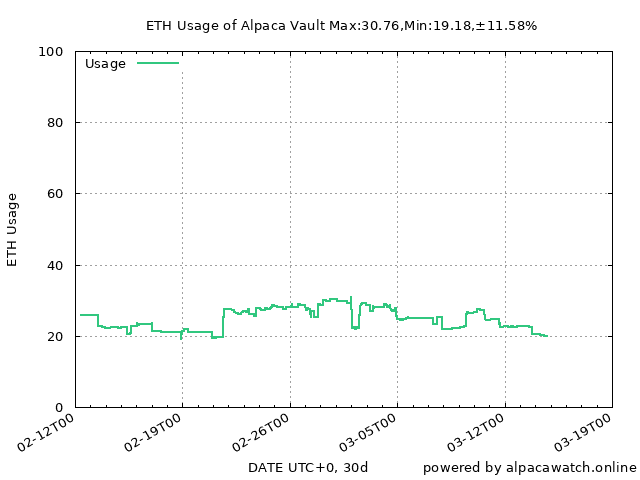 ETH Usage of Alpaca Vault Max:30.76,Min:19.18,±11.58%
Usage
100
80
60
40
20
0
ETH Usage
02-12T00
02-19T00
02-26T00
03-05T00
03-12T00
03-19T00
DATE UTC+0, 30d
powered by alpacawatch.online